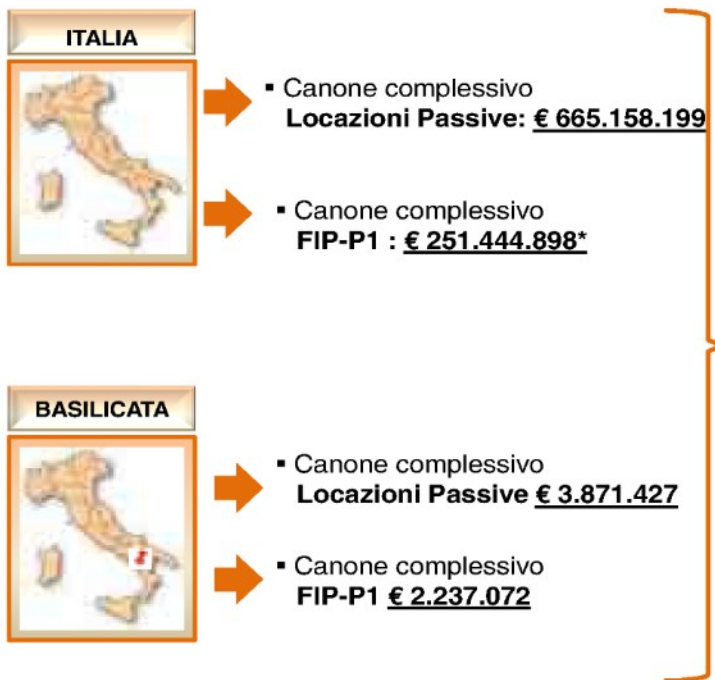 ITALIA
▪ Canone complessivo
Locazioni Passive: € 665.158.199
▪ Canone complessivo
FIP-P1 : € 251.444.898*
BASILICATA
▪ Canone complessivo
Locazioni Passive € 3.871.427
▪ Canone complessivo
FIP-P1 € 2.237.072